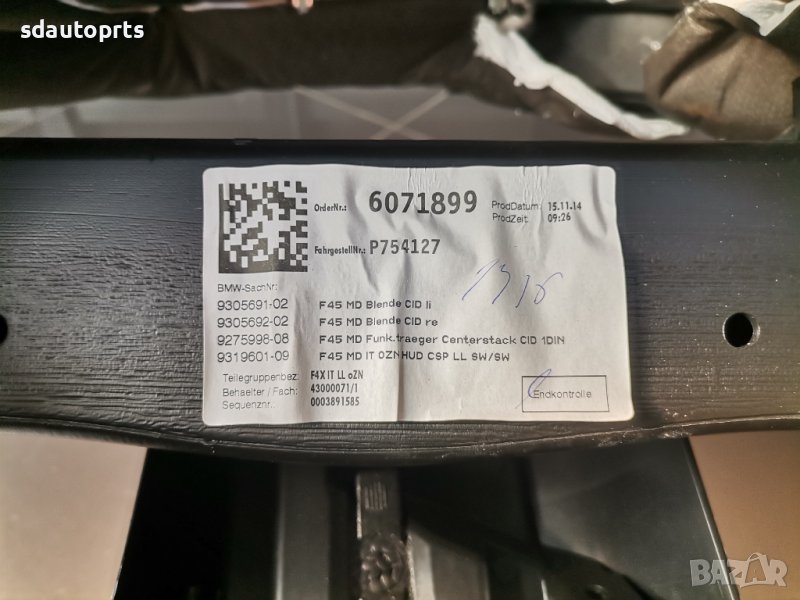 sdautoprts
OrderNr.: 6071899 ProdDatum: 15.11.14
ProdZeit: 09:26
FahrgestellNr.: P754127
BMW-SachNr:
9305691-02 F45 MD Blende CID li
9305692-02 F45 MD Blende CID re
9275998-08 F45 MD Funk.traeger Centerstack CID 1DIN
9319601-09 F45 MD IT OZNHUD CSP LL SW/SW
Teilegruppenbez: F4X IT LL oZN
Behaelter / Fach: 43000071/1
Sequenznr.: 0003891585
Endkontrolle
BAZAR